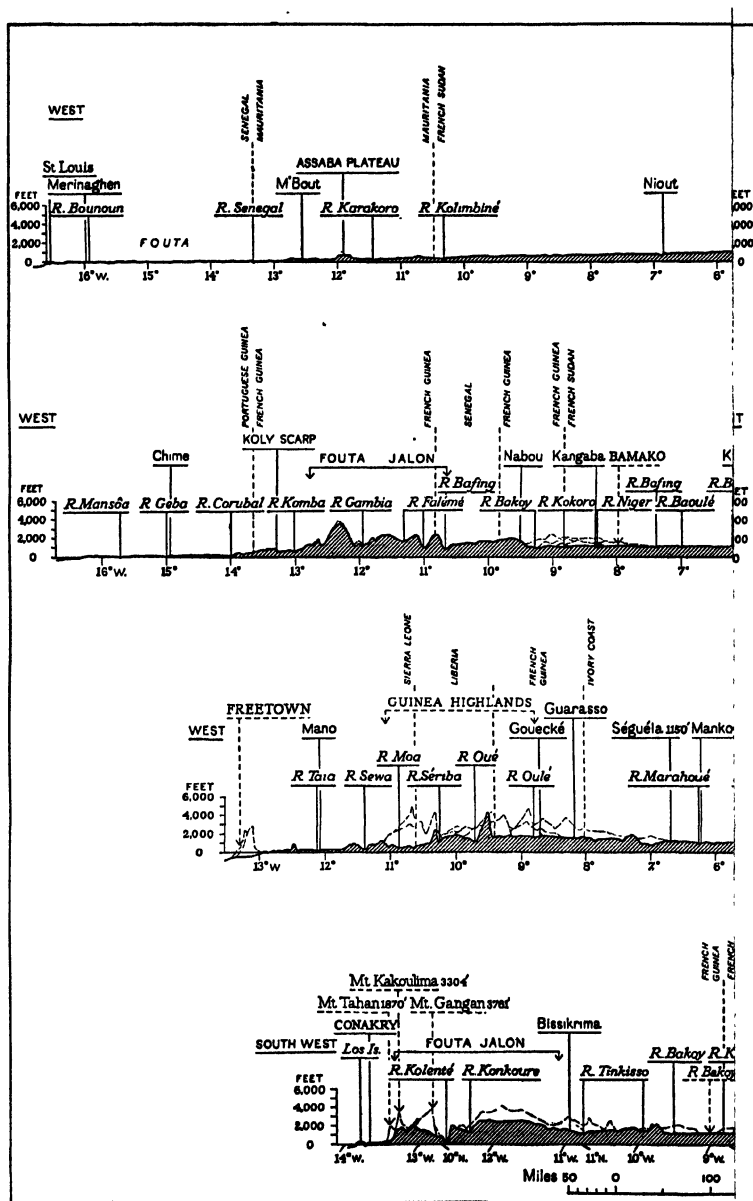 WEST
SENEGAL
MAURITANIA
MAURITANIA
FRENCH SUDAN
ASSABA PLATEAU
St Louis
Merinaghen
M'Bout
Niout
FEET
R. Bounoun
R. Senegal
R. Karakoro
R. Kolimbiné
FEET
6,000
4,000
2,000
0
FOUTA
16°W.
15°
14°
13°
12°
11°
10°
9°
8°
7°
6°
PORTUGUESE GUINEA
FRENCH GUINEA
FRENCH GUINEA
SENEGAL
FRENCH GUINEA
FRENCH GUINEA
FRENCH SUDAN
WEST
KOLY SCARP
Chime
FOUTA JALON
Nabou
Kangaba
BAMAKO
K
R. Bafing
R. Bafing
R. B
FEET
R. Mansôa
R. Geba
R. Corubal
R. Komba
R. Gambia
R. Falémé
R. Bakoy
R. Kokoro
R. Niger
R. Baoulé
FEET
6,000
4,000
2,000
0
16°W.
15°
14°
13°
12°
11°
10°
9°
8°
7°
SIERRA LEONE
LIBERIA
FRENCH GUINEA
IVORY COAST
FREETOWN
GUINEA HIGHLANDS
Guarasso
WEST
Mano
Gouecké
Séguéla 1150'
Manko
R. Moa
R. Oué
R. Taia
R. Sewa
R. Sériba
R. Oulé
R. Marahoué
FEET
6,000
4,000
2,000
0
13°W
12°
11°
10°
9°
8°
7°
6°
FRENCH GUINEA
FRENCH
Mt Kakoulima 3304'
Mt Tahan 1870'
Mt. Gangan 3761'
CONAKRY
Bissikrima
SOUTH WEST
Los Is.
FOUTA JALON
R. Bakoy
R. K
R. Kolenté
R. Konkoure
R. Tinkisso
R. Bakoy
FEET
6,000
4,000
2,000
0
14°W.
13°W.
10°N.
12°W.
11°W.
11°N.
10°W.
9°W.
Miles 50
0
100